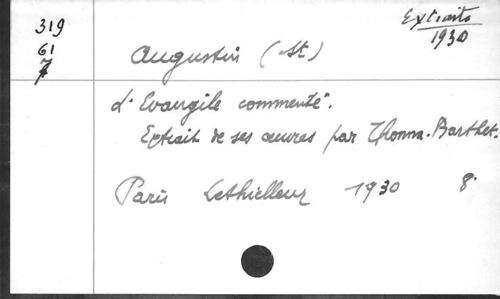 319
61
7
Extraits
1930
Augustin (St)
L'Evangile commenté.
Extrait de ses œuvres par Thonna-Barthet.
Paris Lethielleux 1930 8°